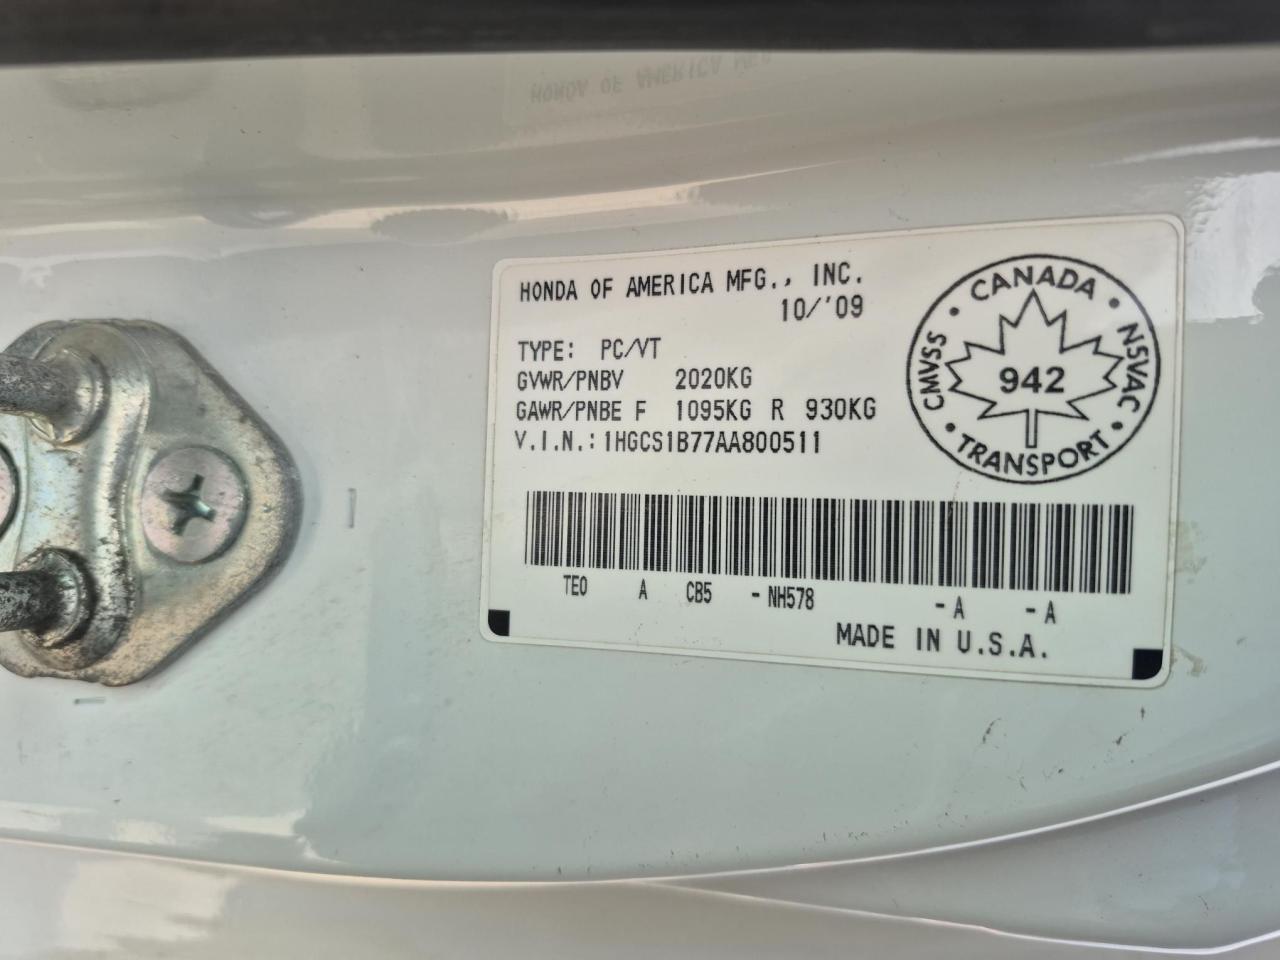 HONDA OF AMERICA MFG., INC.
10/'09
TYPE: PC/VT
GVWR/PNBV 2020KG
GAWR/PNBE F 1095KG R 930KG
V.I.N.: 1HGCS1B77AA800511
CANADA
CMVSS
942
NSVAC
TRANSPORT
TE0 A CB5 -NH578 -A -A
MADE IN U.S.A.